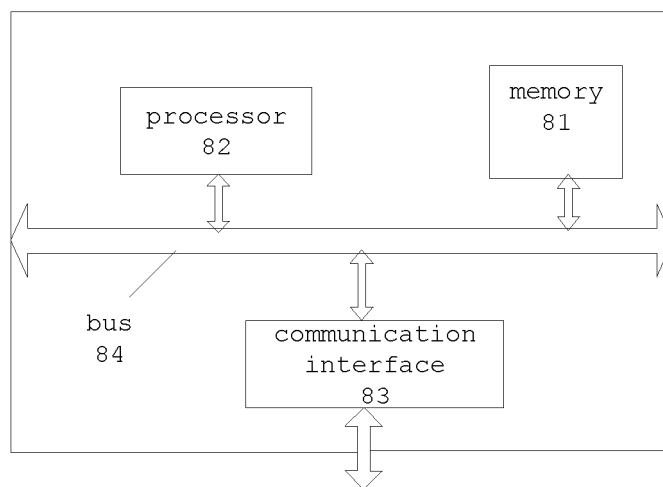 processor
82
memory
81
bus
84
communication
interface
83